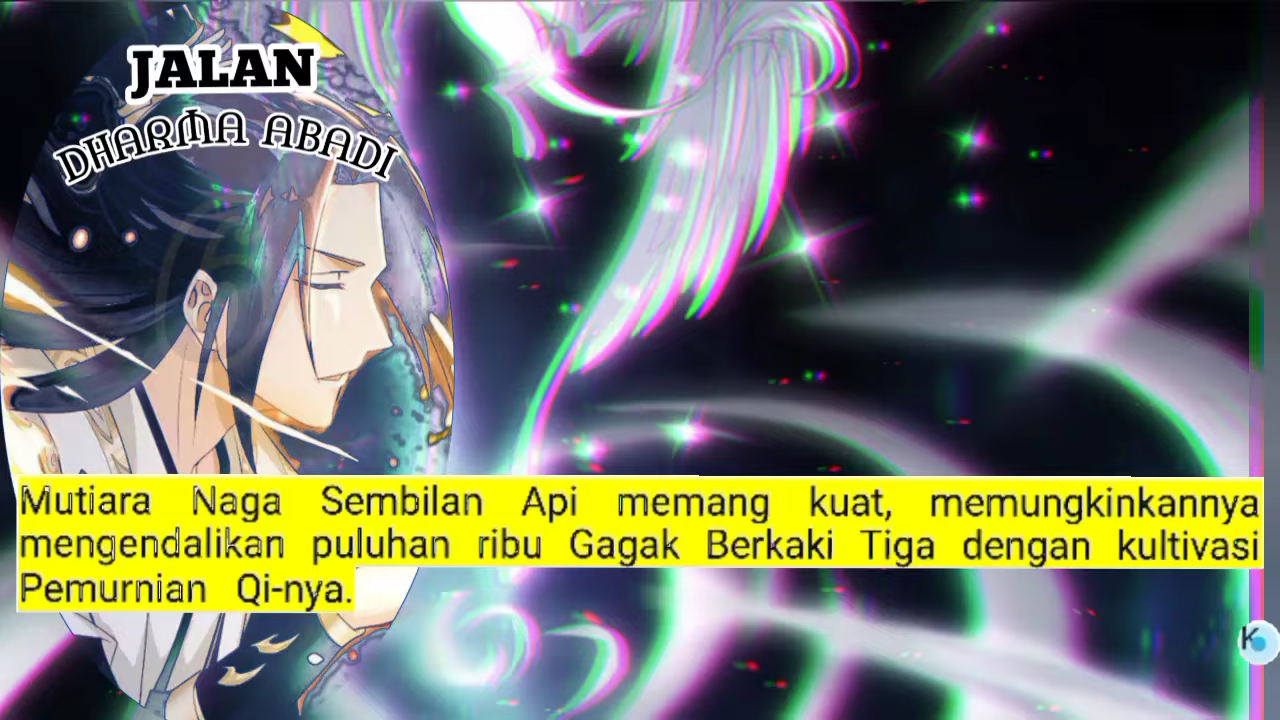 JALAN
DHARMA ABADI
Mutiara Naga Sembilan Api memang kuat, memungkinkannya
mengendalikan puluhan ribu Gagak Berkaki Tiga dengan kultivasi
Pemurnian Qi-nya.
K